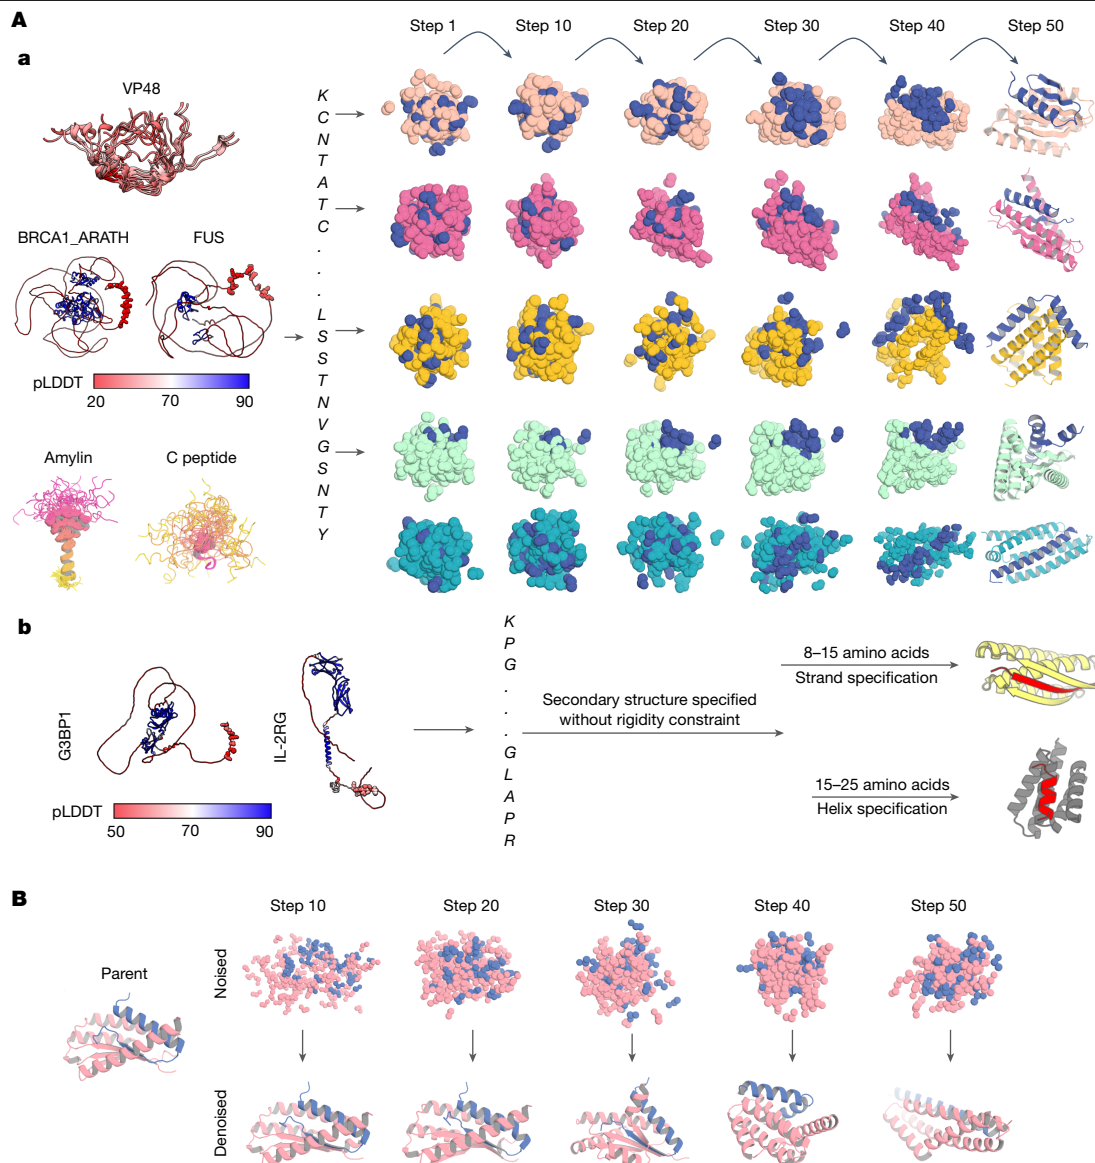 A
Step 1 Step 10 Step 20 Step 30 Step 40 Step 50
a
VP48
K
C
N
T
A
T
C
.
.
.
L
S
S
T
N
V
G
S
N
T
Y
BRCA1_ARATH FUS
pLDDT
20 70 90
Amylin C peptide
b
G3BP1
IL-2RG
pLDDT
50 70 90
K
P
G
.
.
.
G
L
A
P
R
Secondary structure specified
without rigidity constraint
8–15 amino acids
Strand specification
15–25 amino acids
Helix specification
B
Step 10 Step 20 Step 30 Step 40 Step 50
Parent
Noised
Denoised